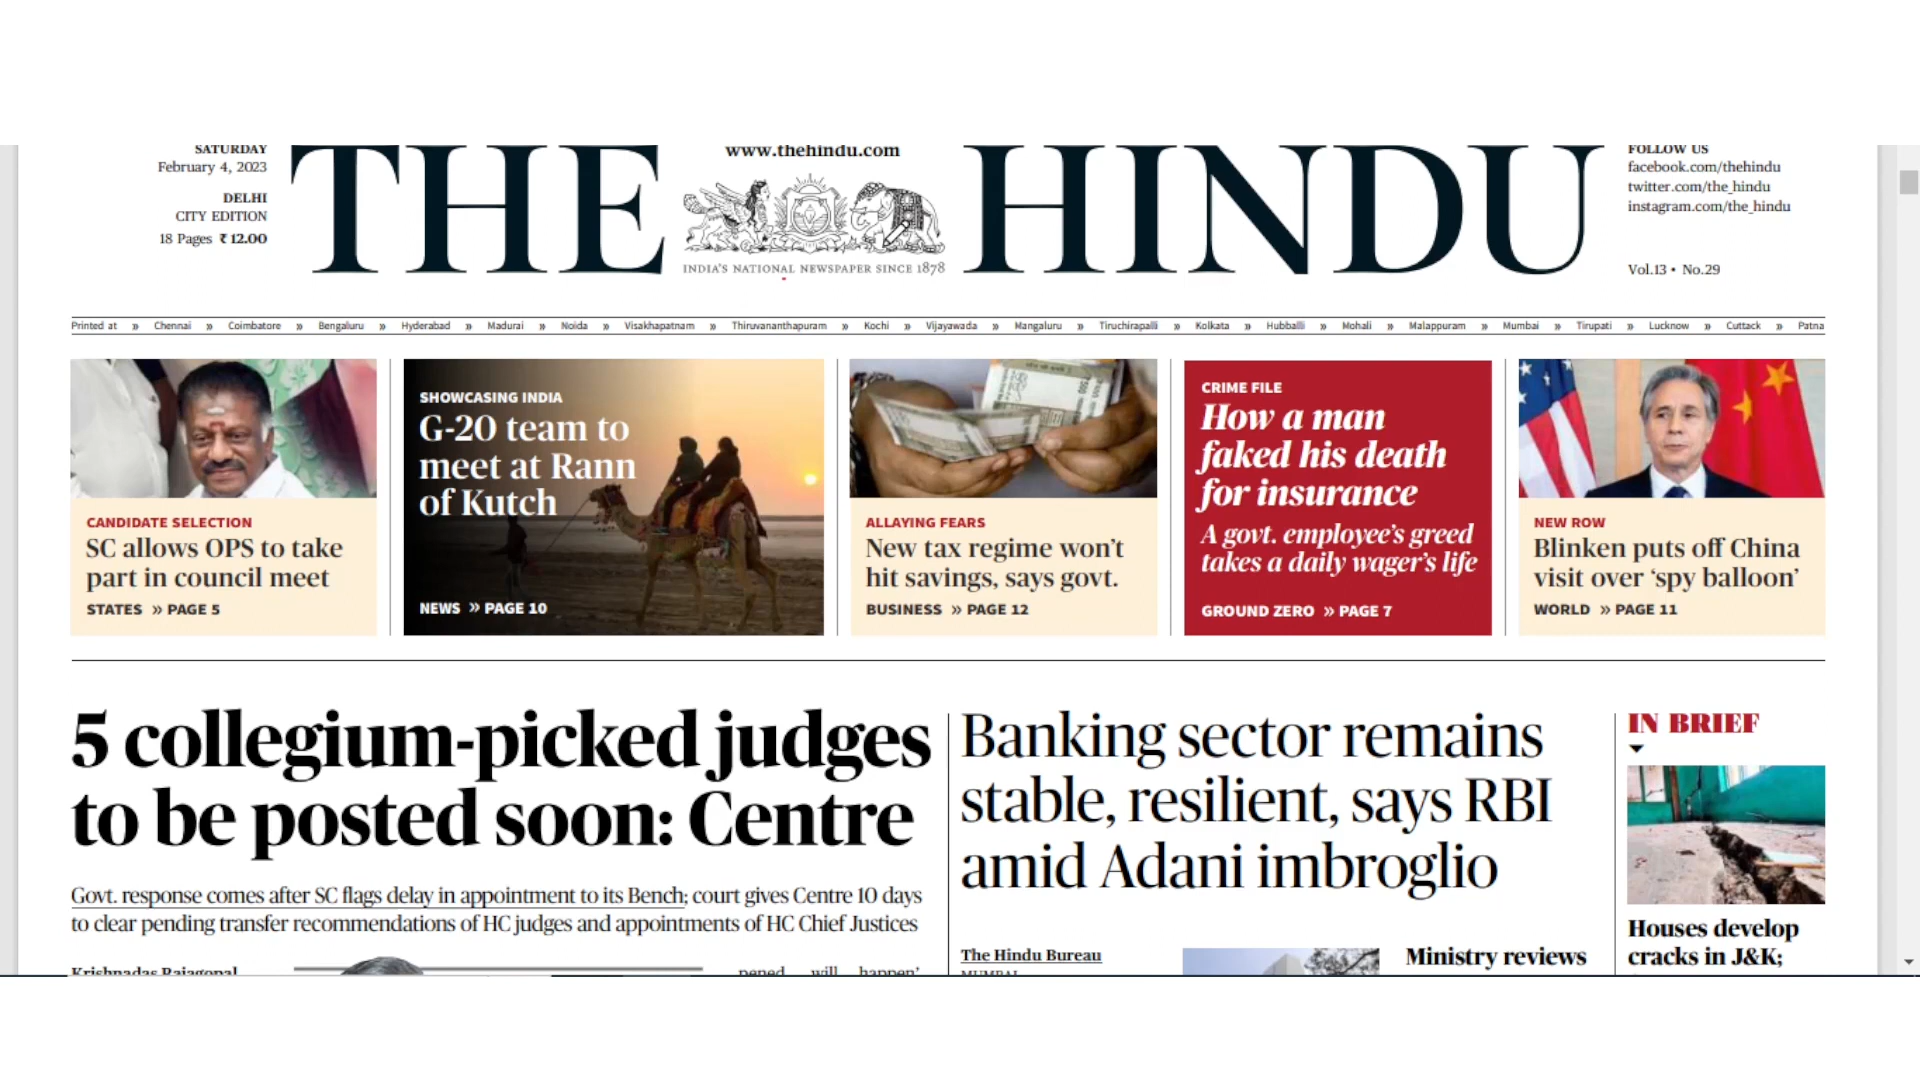 SATURDAY
February 4, 2023
DELHI
CITY EDITION
18 Pages ₹ 12.00
THE HINDU
www.thehindu.com
INDIA'S NATIONAL NEWSPAPER SINCE 1878
FOLLOW US
facebook.com/thehindu
twitter.com/the_hindu
instagram.com/the_hindu
Vol.13 • No.29
Printed at » Chennai » Coimbatore » Bengaluru » Hyderabad » Madurai » Noida » Visakhapatnam » Thiruvananthapuram » Kochi » Vijayawada » Mangaluru » Tiruchirapalli » Kolkata » Hubballi » Mohali » Malappuram » Mumbai » Tirupati » Lucknow » Cuttack » Patna
CANDIDATE SELECTION
SC allows OPS to take
part in council meet
STATES » PAGE 5
SHOWCASING INDIA
G-20 team to
meet at Rann
of Kutch
NEWS » PAGE 10
ALLAYING FEARS
New tax regime won't
hit savings, says govt.
BUSINESS » PAGE 12
CRIME FILE
How a man
faked his death
for insurance
A govt. employee's greed
takes a daily wager's life
GROUND ZERO » PAGE 7
NEW ROW
Blinken puts off China
visit over 'spy balloon'
WORLD » PAGE 11
5 collegium-picked judges
to be posted soon: Centre
Govt. response comes after SC flags delay in appointment to its Bench; court gives Centre 10 days
to clear pending transfer recommendations of HC judges and appointments of HC Chief Justices
Krishnadas Rajagopal
pened will happen'
Banking sector remains
stable, resilient, says RBI
amid Adani imbroglio
The Hindu Bureau
MUMBAI
Ministry reviews
IN BRIEF
Houses develop
cracks in J&K;